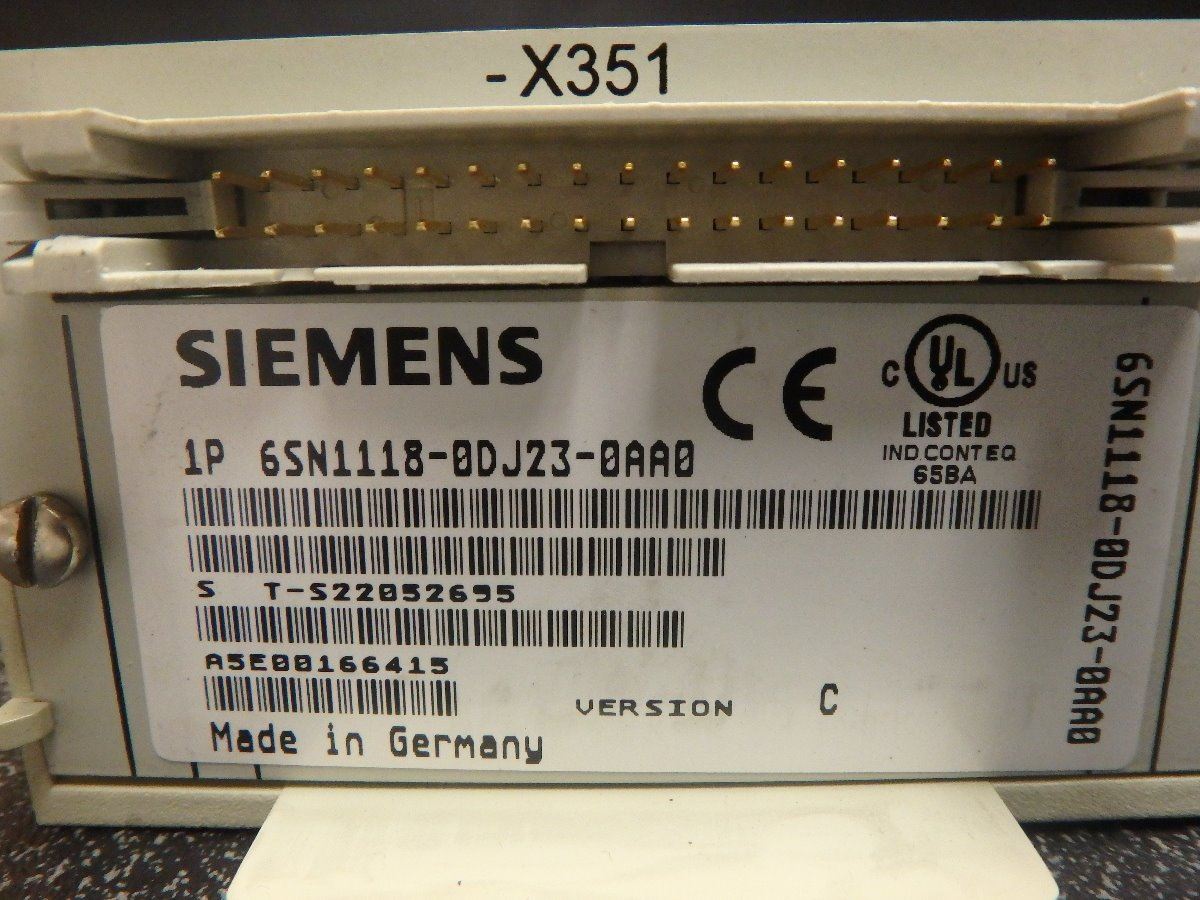 -X351
SIEMENS
CE
C UL US
LISTED
IND.CONT.EQ
65BA
1P 6SN1118-0DJ23-0AA0
S T-S22052695
A5E00166415
VERSION C
Made in Germany
6SN1118-0DJ23-0AA0